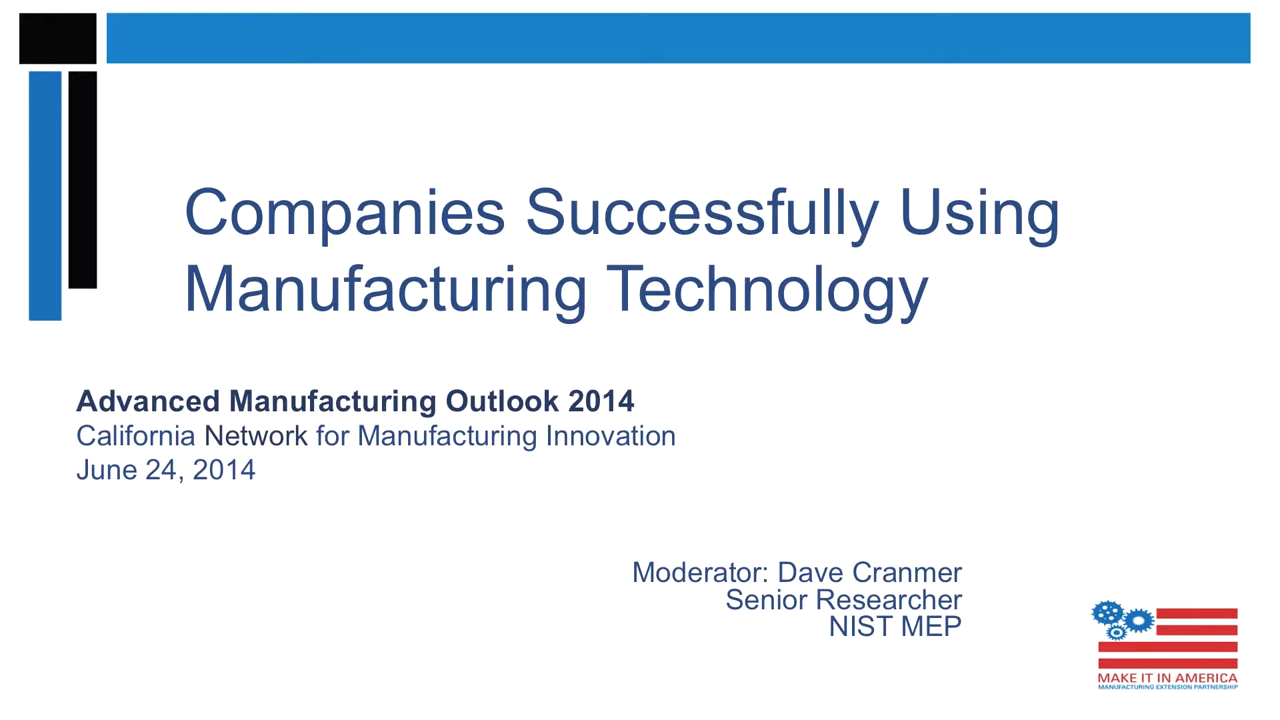 Companies Successfully Using
Manufacturing Technology
Advanced Manufacturing Outlook 2014
California Network for Manufacturing Innovation
June 24, 2014
Moderator: Dave Cranmer
Senior Researcher
NIST MEP
MAKE IT IN AMERICA
MANUFACTURING EXTENSION PARTNERSHIP